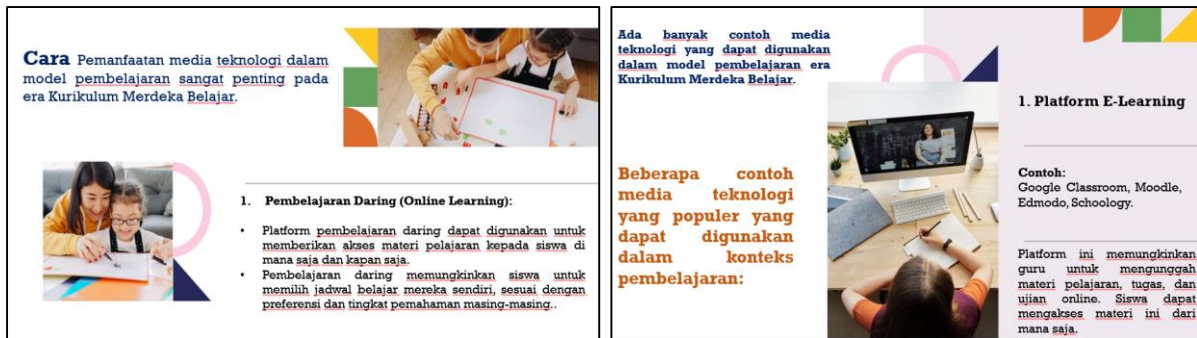 Cara Pemanfaatan media teknologi dalam
model pembelajaran sangat penting pada
era Kurikulum Merdeka Belajar.
1. Pembelajaran Daring (Online Learning):
• Platform pembelajaran daring dapat digunakan untuk
memberikan akses materi pelajaran kepada siswa di
mana saja dan kapan saja.
• Pembelajaran daring memungkinkan siswa untuk
memilih jadwal belajar mereka sendiri, sesuai dengan
preferensi dan tingkat pemahaman masing-masing..
Ada banyak contoh media
teknologi yang dapat digunakan
dalam model pembelajaran era
Kurikulum Merdeka Belajar.
Beberapa contoh
media teknologi
yang populer yang
dapat digunakan
dalam konteks
pembelajaran:
1. Platform E-Learning
Contoh:
Google Classroom, Moodle,
Edmodo, Schoology.
Platform ini memungkinkan
guru untuk mengunggah
materi pelajaran, tugas, dan
ujian online. Siswa dapat
mengakses materi ini dari
mana saja.